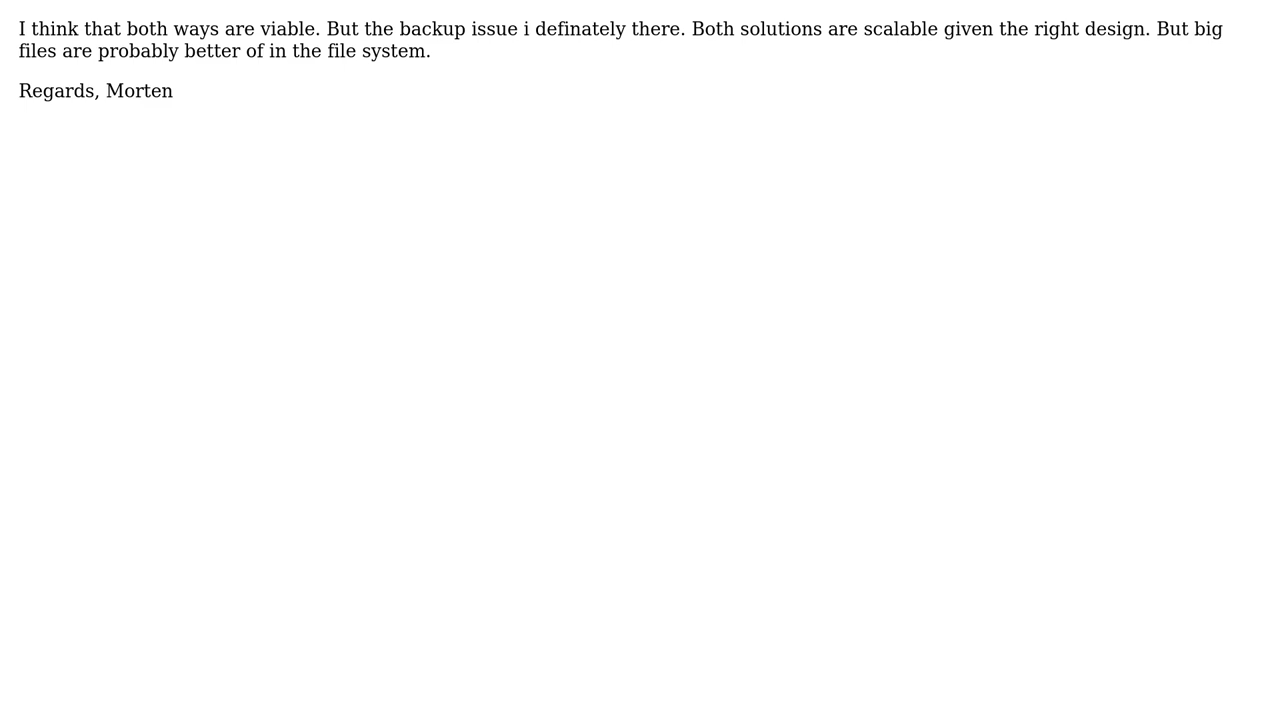 I think that both ways are viable. But the backup issue i definately there. Both solutions are scalable given the right design. But big
files are probably better of in the file system.
Regards, Morten